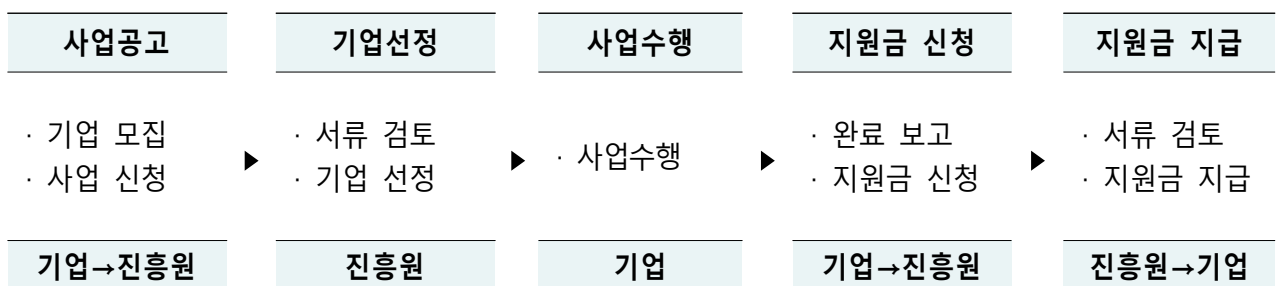 사업공고
기업선정
사업수행
지원금 신청
지원금 지급
· 기업 모집
· 사업 신청
▶
· 서류 검토
· 기업 선정
▶
· 사업수행
▶
· 완료 보고
· 지원금 신청
▶
· 서류 검토
· 지원금 지급
기업→진흥원
진흥원
기업
기업→진흥원
진흥원→기업